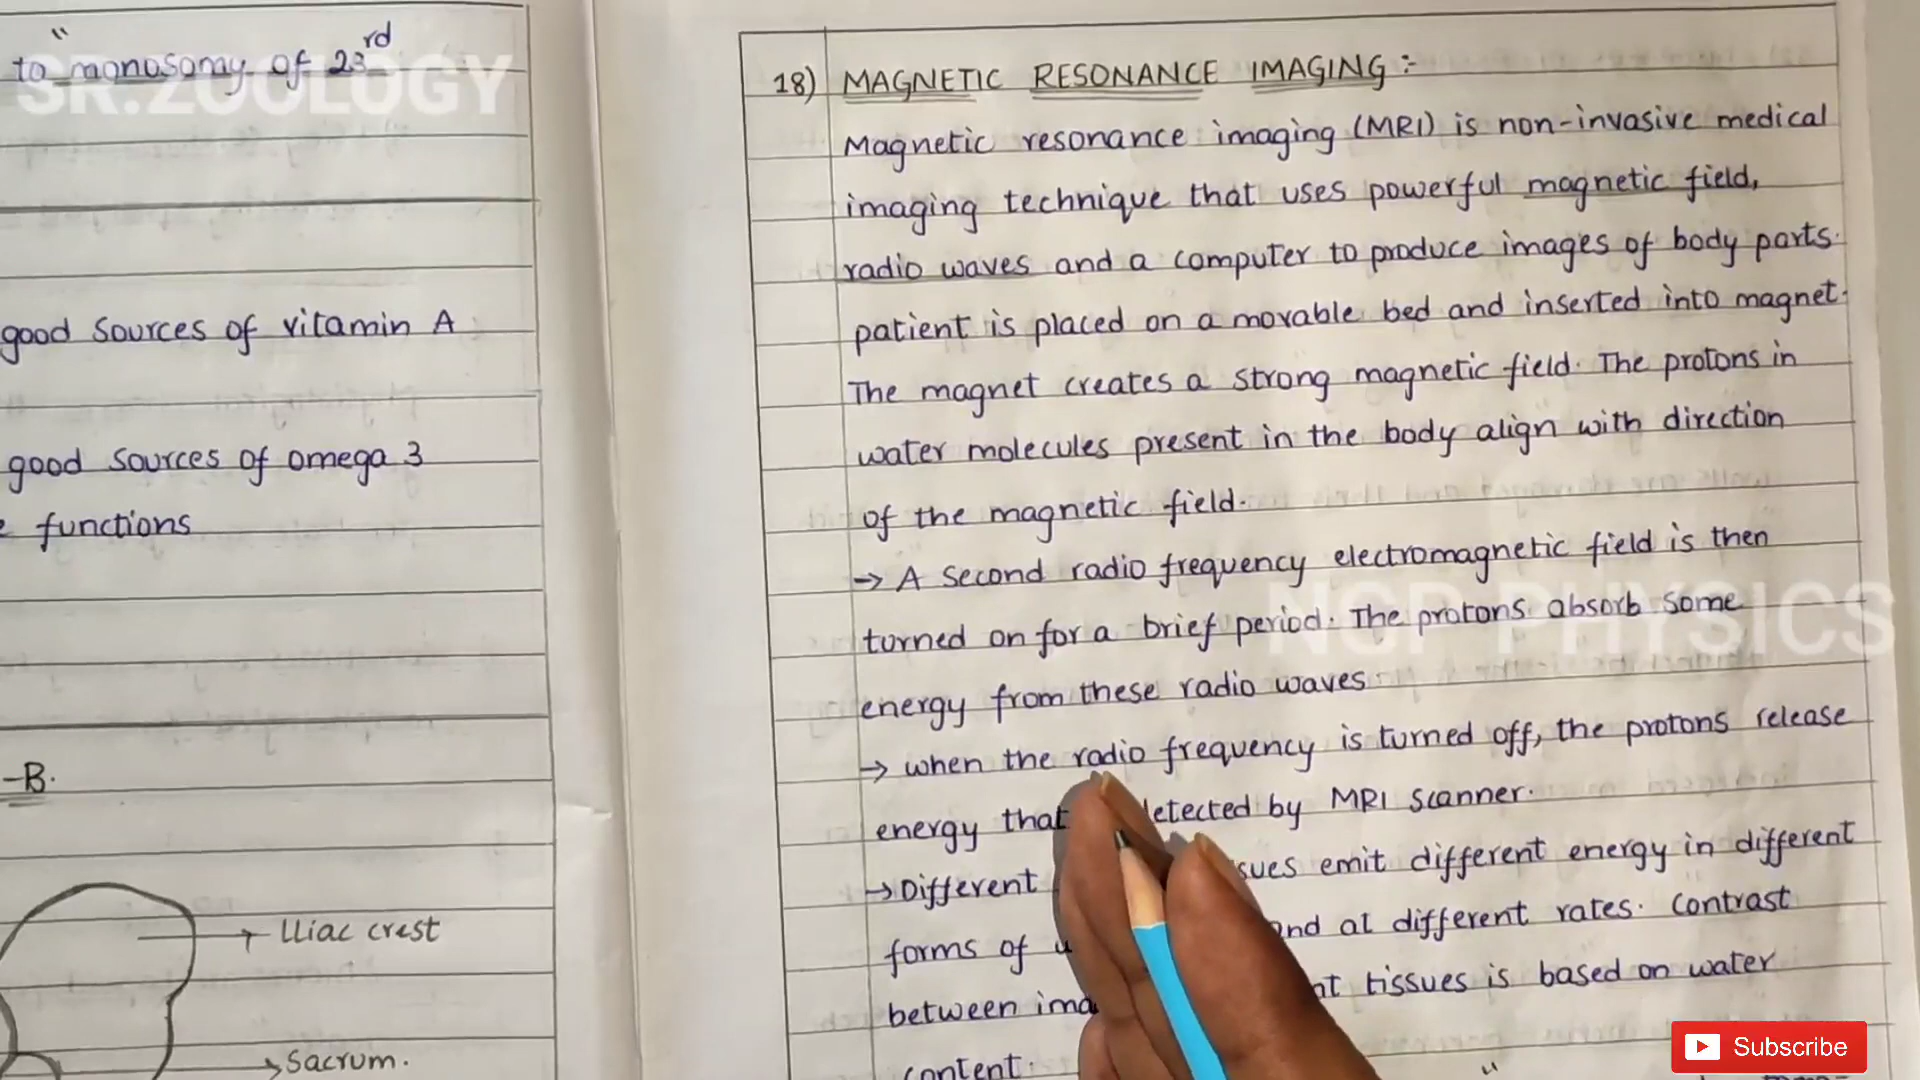 to monosomy of 23rd
SR.ZOOLOGY
good sources of vitamin A
good sources of omega 3
functions
-B.
Iliac crest
Sacrum.
18) MAGNETIC RESONANCE IMAGING :-
Magnetic resonance imaging (MRI) is non-invasive medical
imaging technique that uses powerful magnetic field,
radio waves and a computer to produce images of body parts.
patient is placed on a movable bed and inserted into magnet.
The magnet creates a strong magnetic field. The protons in
water molecules present in the body align with direction
of the magnetic field.
→ A second radio frequency electromagnetic field is then
turned on for a brief period. The protons absorb some
NCP PHYSICS
energy from these radio waves.
→ when the radio frequency is turned off, the protons release
energy that etected by MRI scanner.
→ Different sues emit different energy in different
forms of and at different rates. Contrast
between ima nt tissues is based on water
content.
Subscribe